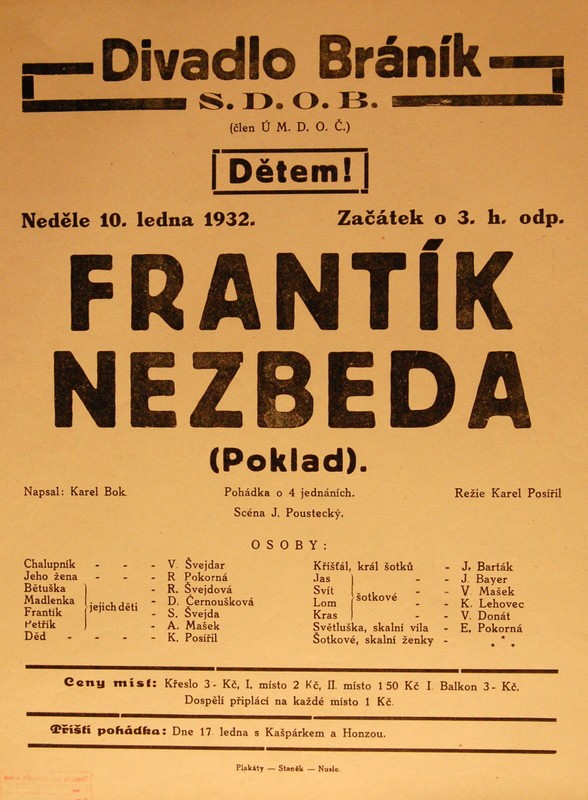 Divadlo Bráník
S. D. O. B.
(člen Ú M. D. O. Č.)
Dětem!
Neděle 10. ledna 1932. Začátek o 3. h. odp.
FRANTÍK
NEZBEDA
(Poklad).
Napsal: Karel Bok. Pohádka o 4 jednáních. Režie Karel Posířil
Scéna J. Poustecký.
OSOBY:
Chalupník - - - V. Švejdar
Jeho žena - - - R Pokorná
Bětuška - R. Švejdová
Madlenka - D. Černoušková
Frantík - S. Švejda
Petřík - A. Mašek
jejich děti
Děd - - - - K. Posířil
Kříšťál, král šotků - J. Barták
Jas - - J. Bayer
Svít - - V Mašek
Lom - - K. Lehovec
Kras - - V. Donát
šotkové
Světluška, skalní víla - E. Pokorná
Šotkové, skalní ženky - * * *
Ceny míst: Křeslo 3·- Kč, I. místo 2 Kč, II. místo 1 50 Kč I. Balkon 3·- Kč.
Dospělí připlácí na každé místo 1 Kč.
Příští pohádka: Dne 17 ledna s Kašpárkem a Honzou.
Plakáty — Staněk — Nusle.